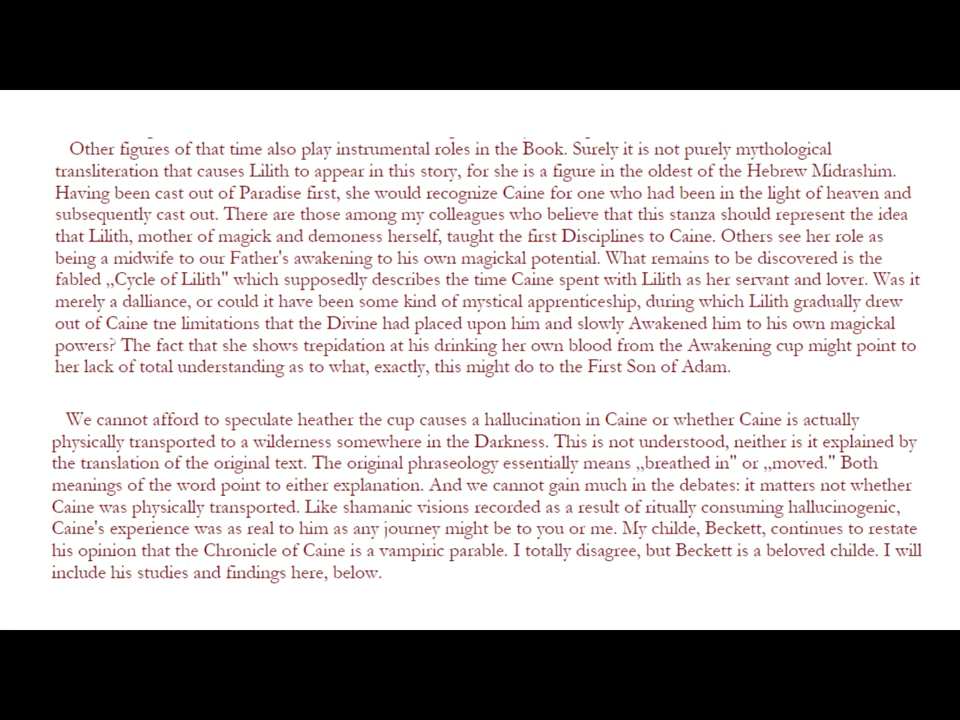 Other figures of that time also play instrumental roles in the Book. Surely it is not purely mythological
transliteration that causes Lilith to appear in this story, for she is a figure in the oldest of the Hebrew Midrashim.
Having been cast out of Paradise first, she would recognize Caine for one who had been in the light of heaven and
subsequently cast out. There are those among my colleagues who believe that this stanza should represent the idea
that Lilith, mother of magick and demoness herself, taught the first Disciplines to Caine. Others see her role as
being a midwife to our Father's awakening to his own magickal potential. What remains to be discovered is the
fabled „Cycle of Lilith" which supposedly describes the time Caine spent with Lilith as her servant and lover. Was it
merely a dalliance, or could it have been some kind of mystical apprenticeship, during which Lilith gradually drew
out of Caine tne limitations that the Divine had placed upon him and slowly Awakened him to his own magickal
powers? The fact that she shows trepidation at his drinking her own blood from the Awakening cup might point to
her lack of total understanding as to what, exactly, this might do to the First Son of Adam.
We cannot afford to speculate heather the cup causes a hallucination in Caine or whether Caine is actually
physically transported to a wilderness somewhere in the Darkness. This is not understood, neither is it explained by
the translation of the original text. The original phraseology essentially means „breathed in" or „moved." Both
meanings of the word point to either explanation. And we cannot gain much in the debates: it matters not whether
Caine was physically transported. Like shamanic visions recorded as a result of ritually consuming hallucinogenic,
Caine's experience was as real to him as any journey might be to you or me. My childe, Beckett, continues to restate
his opinion that the Chronicle of Caine is a vampiric parable. I totally disagree, but Beckett is a beloved childe. I will
include his studies and findings here, below.